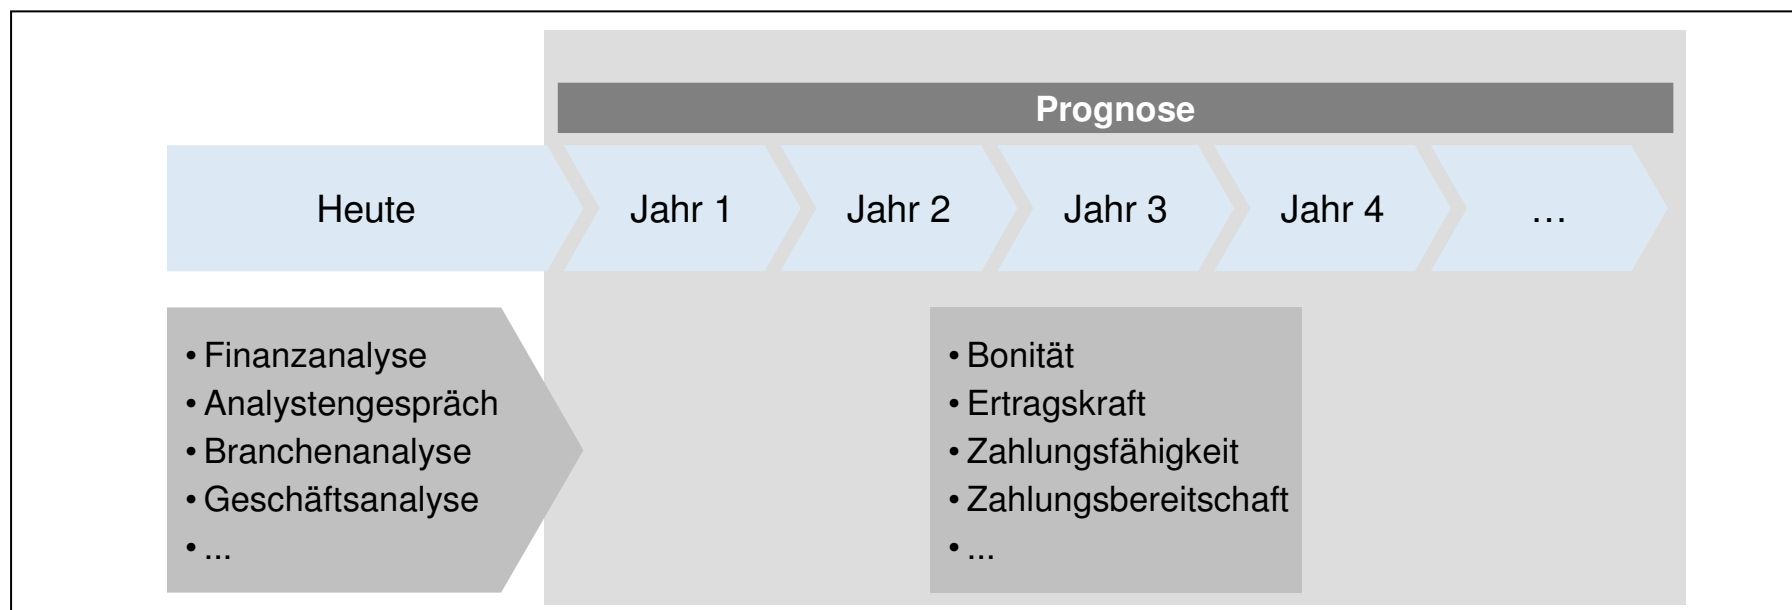 Prognose
Heute
Jahr 1
Jahr 2
Jahr 3
Jahr 4
…
• Finanzanalyse
• Analystengespräch
• Branchenanalyse
• Geschäftsanalyse
• ...
• Bonität
• Ertragskraft
• Zahlungsfähigkeit
• Zahlungsbereitschaft
• ...